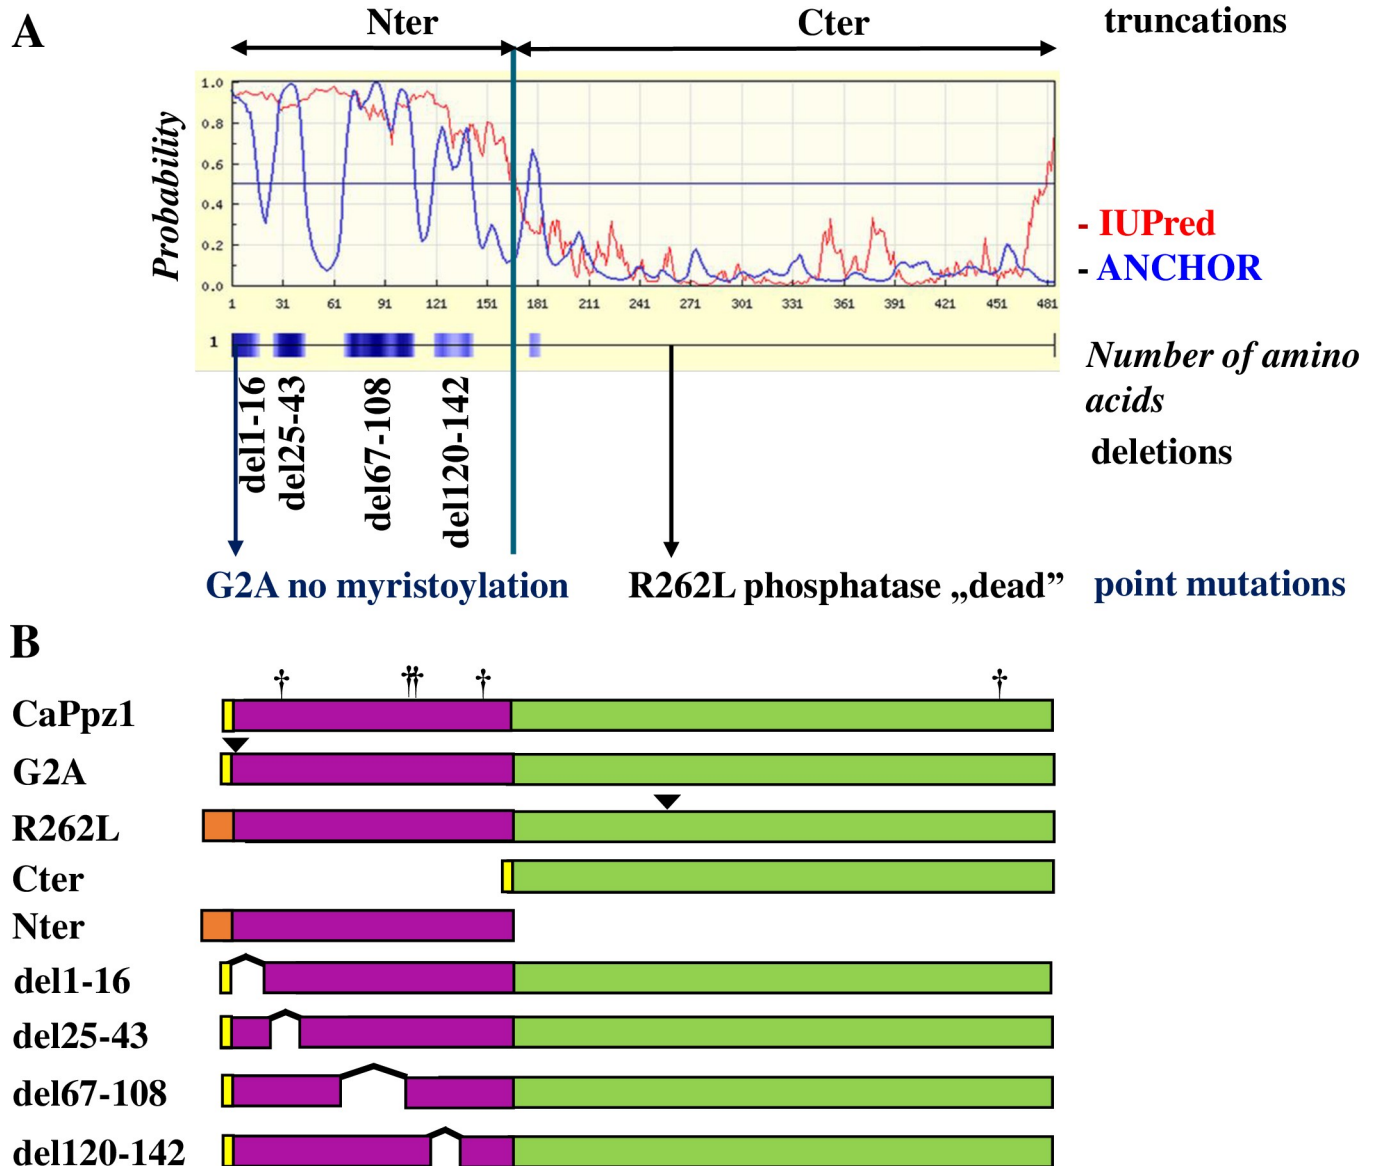 A
Nter
Cter
truncations
Probability
1.0
0.8
0.6
0.4
0.2
0.0
1 31 61 91 121 151 181 211 241 271 301 331 361 391 421 451 481
- IUPred
- ANCHOR
1
Number of amino
acids
del1-16
del25-43
del67-108
del120-142
deletions
G2A no myristoylation
R262L phosphatase „dead”
point mutations
B
† †† † †
CaPpz1
G2A
R262L
Cter
Nter
del1-16
del25-43
del67-108
del120-142